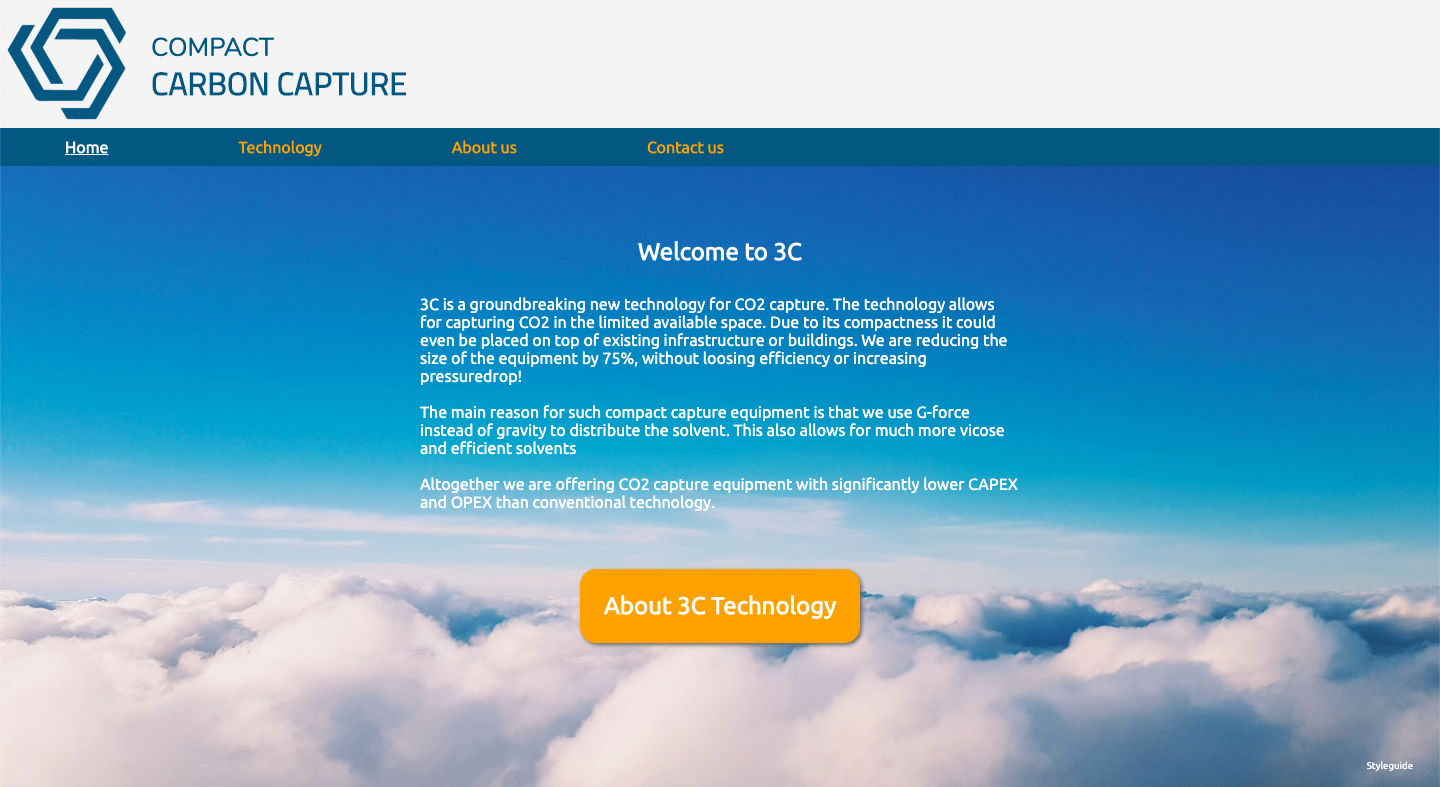 COMPACT
CARBON CAPTURE
Home Technology About us Contact us
Welcome to 3C
3C is a groundbreaking new technology for CO2 capture. The technology allows
for capturing CO2 in the limited available space. Due to its compactness it could
even be placed on top of existing infrastructure or buildings. We are reducing the
size of the equipment by 75%, without loosing efficiency or increasing
pressuredrop!
The main reason for such compact capture equipment is that we use G-force
instead of gravity to distribute the solvent. This also allows for much more vicose
and efficient solvents
Altogether we are offering CO2 capture equipment with significantly lower CAPEX
and OPEX than conventional technology.
About 3C Technology
Styleguide